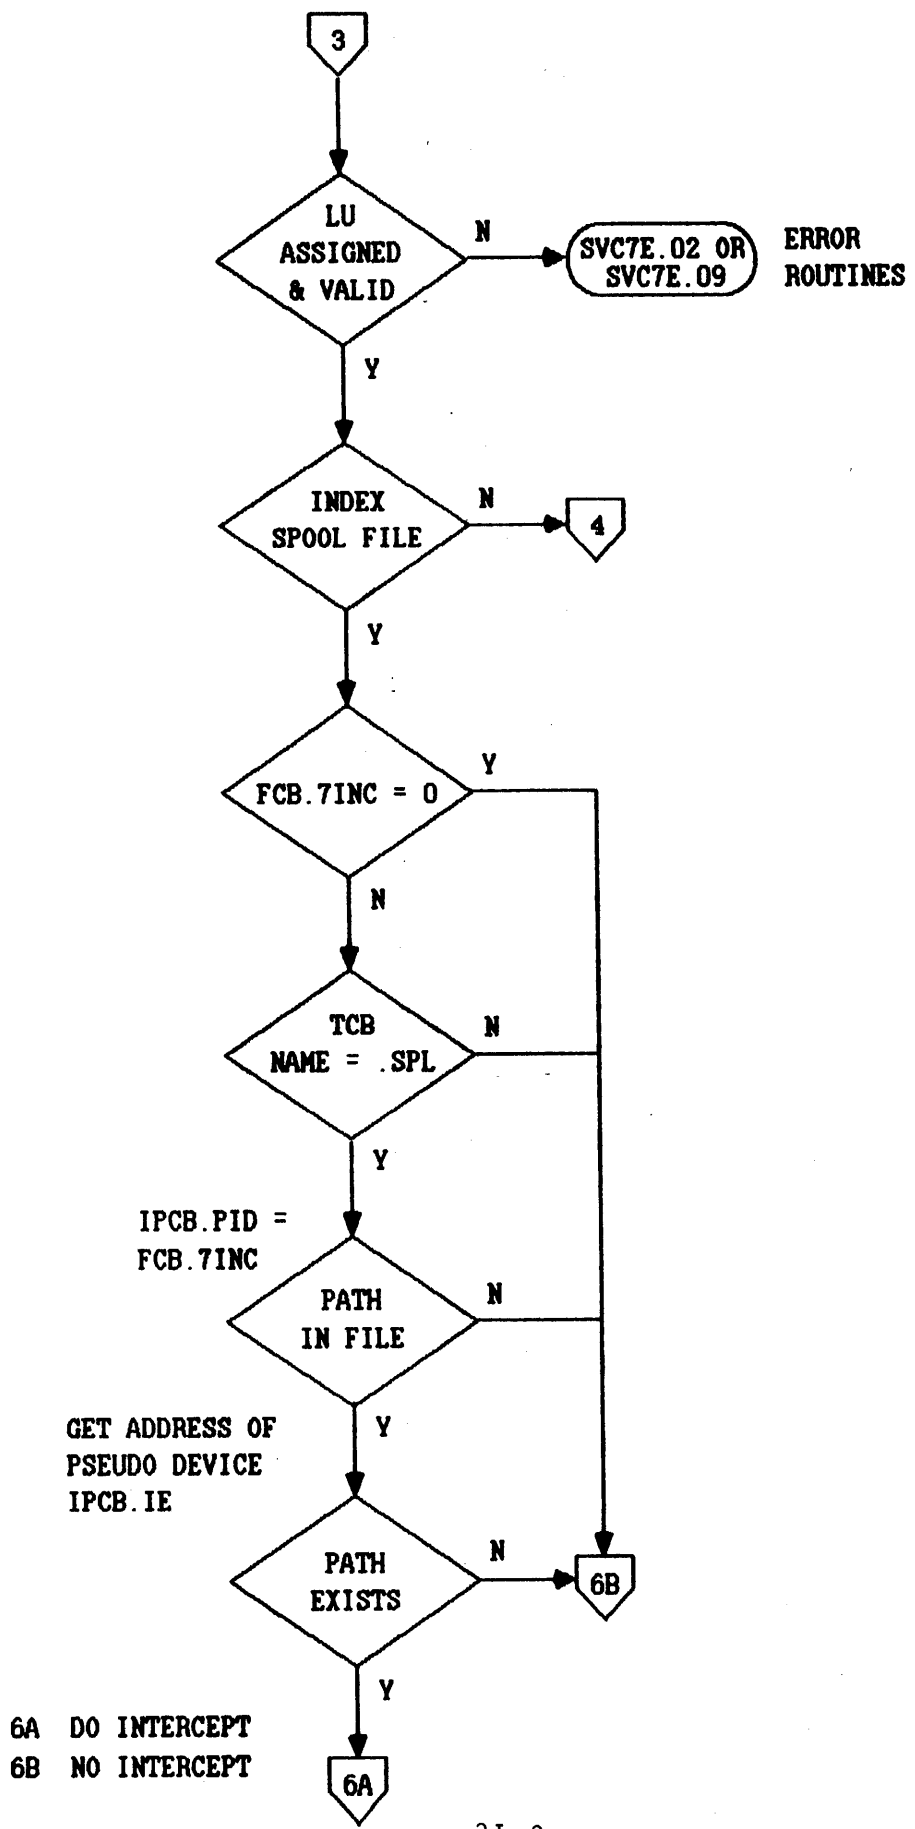 3
LU
ASSIGNED
& VALID
N
SVC7E.02 OR
SVC7E.09
ERROR
ROUTINES
Y
INDEX
SPOOL FILE
N
4
Y
FCB.7INC = 0
Y
N
TCB
NAME = .SPL
N
Y
IPCB.PID =
FCB.7INC
PATH
IN FILE
N
Y
GET ADDRESS OF
PSEUDO DEVICE
IPCB.IE
PATH
EXISTS
N
6B
Y
6A DO INTERCEPT
6B NO INTERCEPT
6A